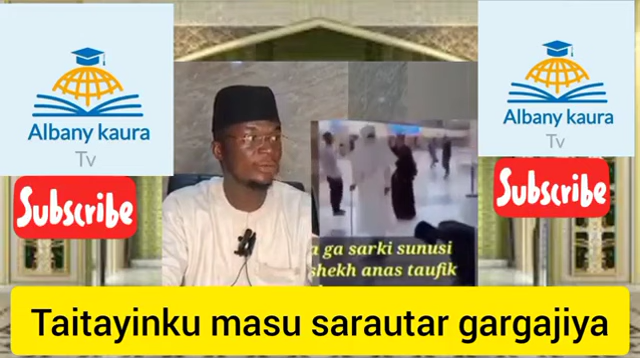 Albany kaura
Tv
Albany kaura
Tv
Subscribe
Subscribe
a ga sarki sunusi
shekh anas taufik
Taitayinku masu sarautar gargajiya